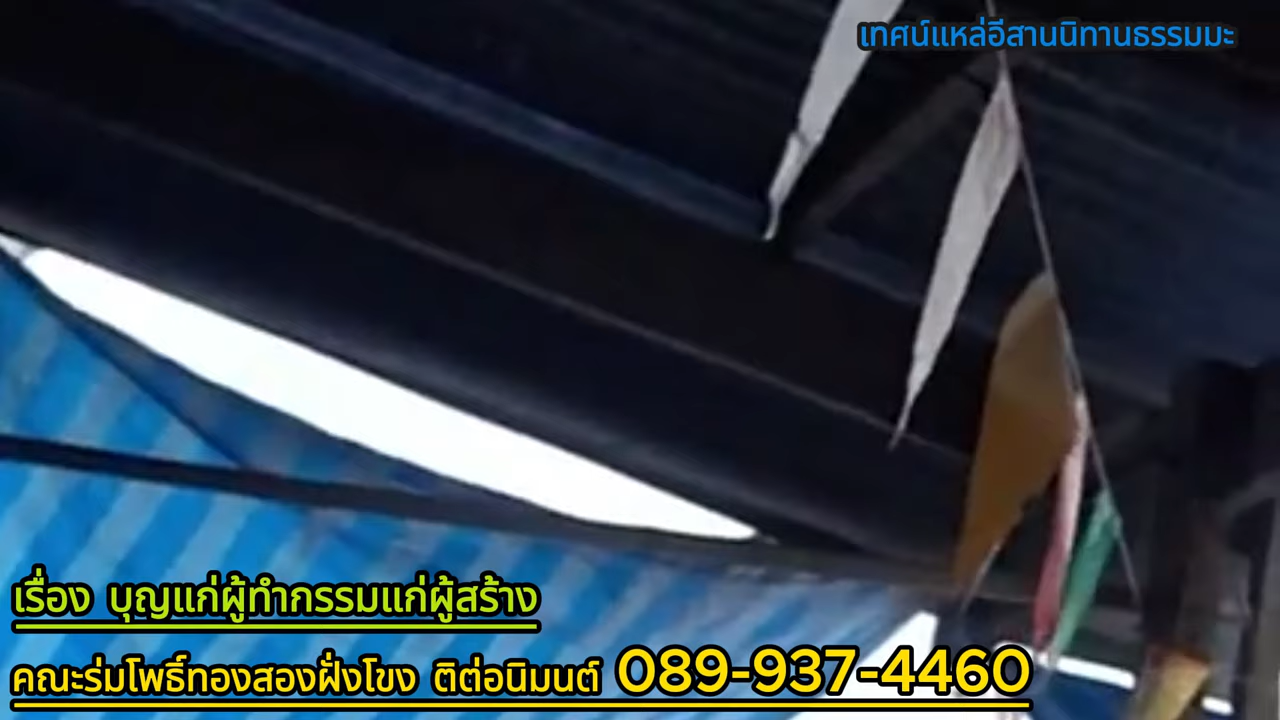 เทศน์แหล่อีสานนิทานธรรมมะ
เรื่อง บุญแก่ผู้ทำกรรมแก่ผู้สร้าง
คณะร่มโพธิ์ทองสองฝั่งโขง ติต่อนิมนต์ 089-937-4460